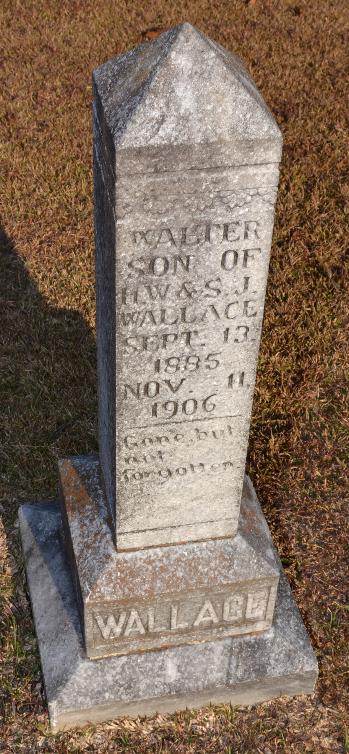 WALTER
SON OF
H.W. & S.J.
WALLACE
SEPT. 13.
1885
NOV. 11,
1906
Gone, but
not
forgotten.
WALLACE